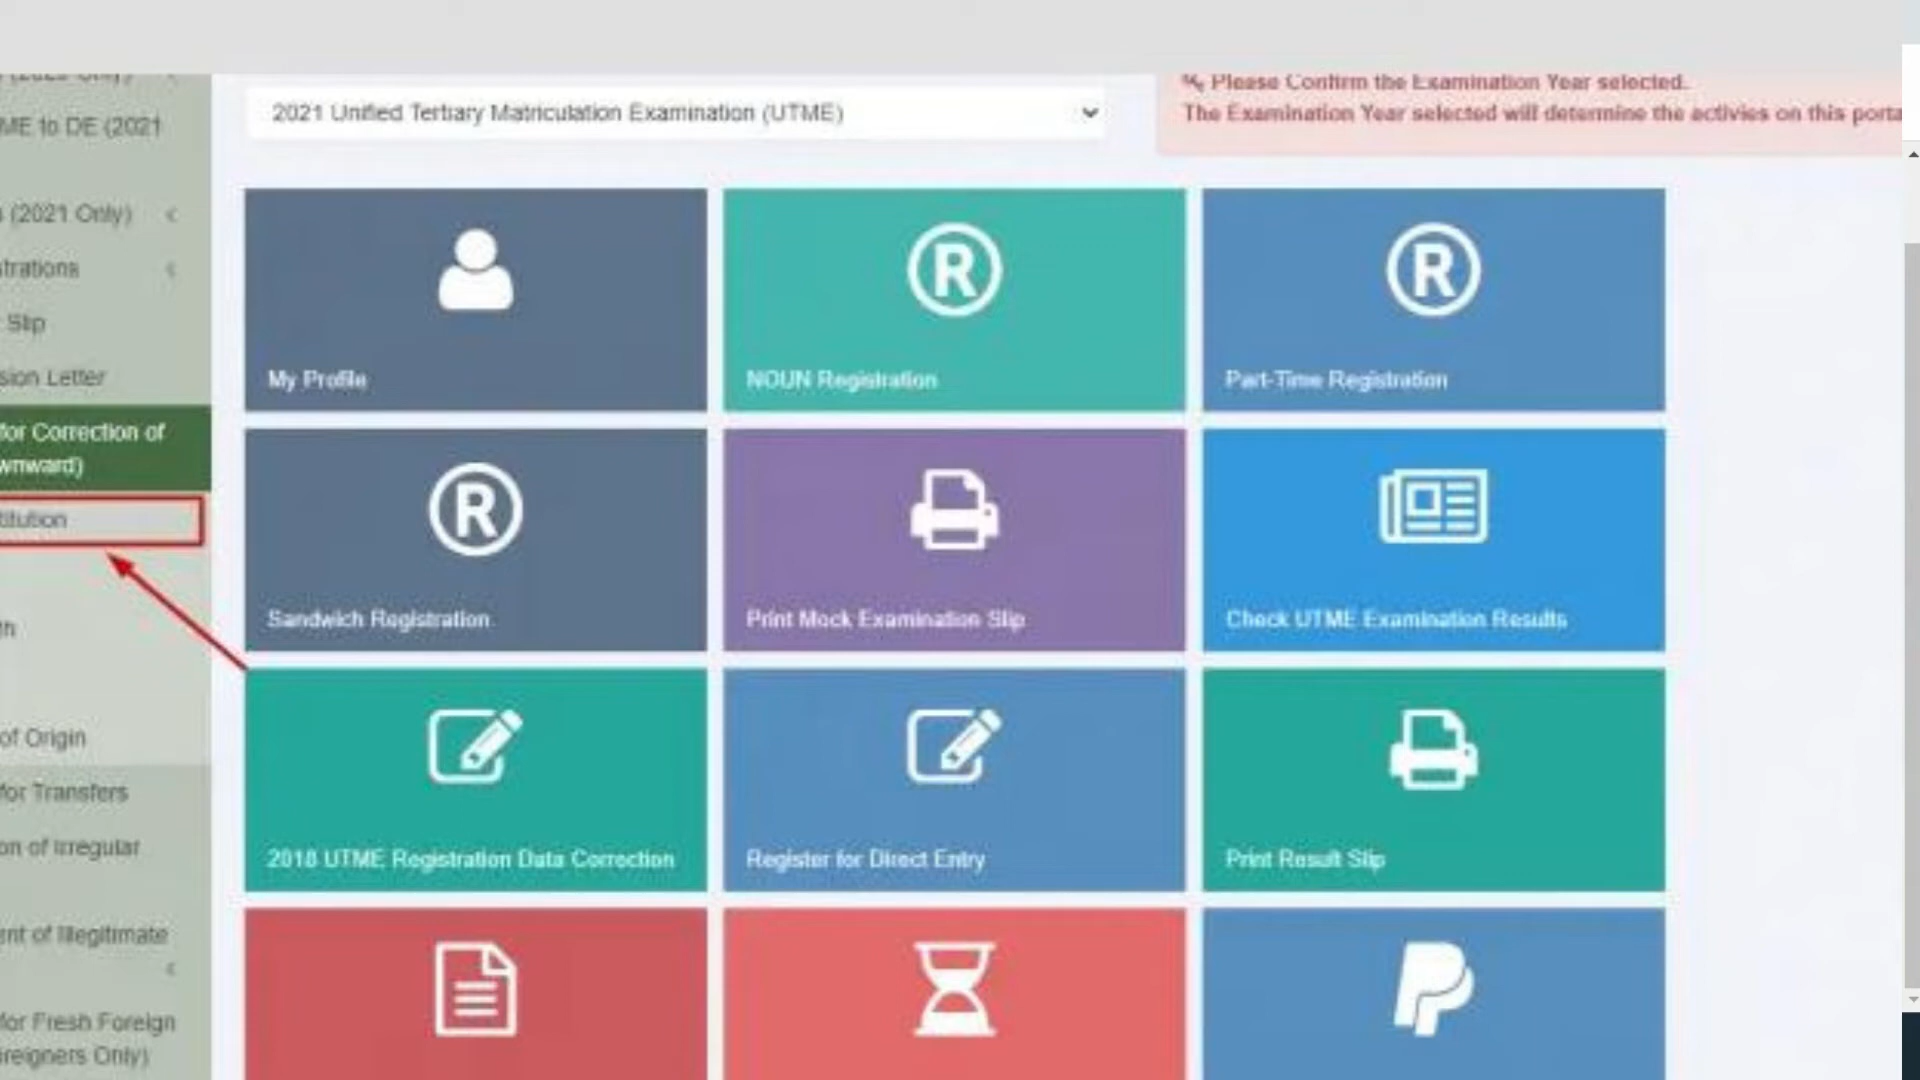 ME to DE (2021
2021 Unified Tertiary Matriculation Examination (UTME)
Please Confirm the Examination Year selected.
The Examination Year selected will determine the activies on this porta
(2021 Only)
trations
Slip
sion Letter
for Correction of
wnward)
titution
th
of Origin
for Transfers
on of Irregular
ent of Illegitimate
for Fresh Foreign
reigners Only)
My Profile
NOUN Registration
Part-Time Registration
Sandwich Registration
Print Mock Examination Slip
Check UTME Examination Results
2018 UTME Registration Data Correction
Register for Direct Entry
Print Result Slip